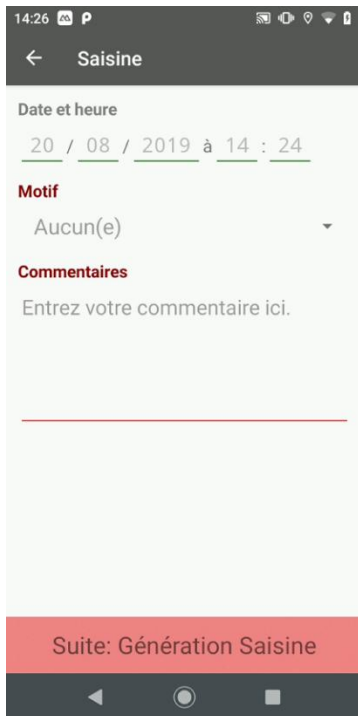 14:26 P
Saisine
Date et heure
20 / 08 / 2019 à 14 : 24
Motif
Aucun(e)
Commentaires
Entrez votre commentaire ici.
Suite: Génération Saisine